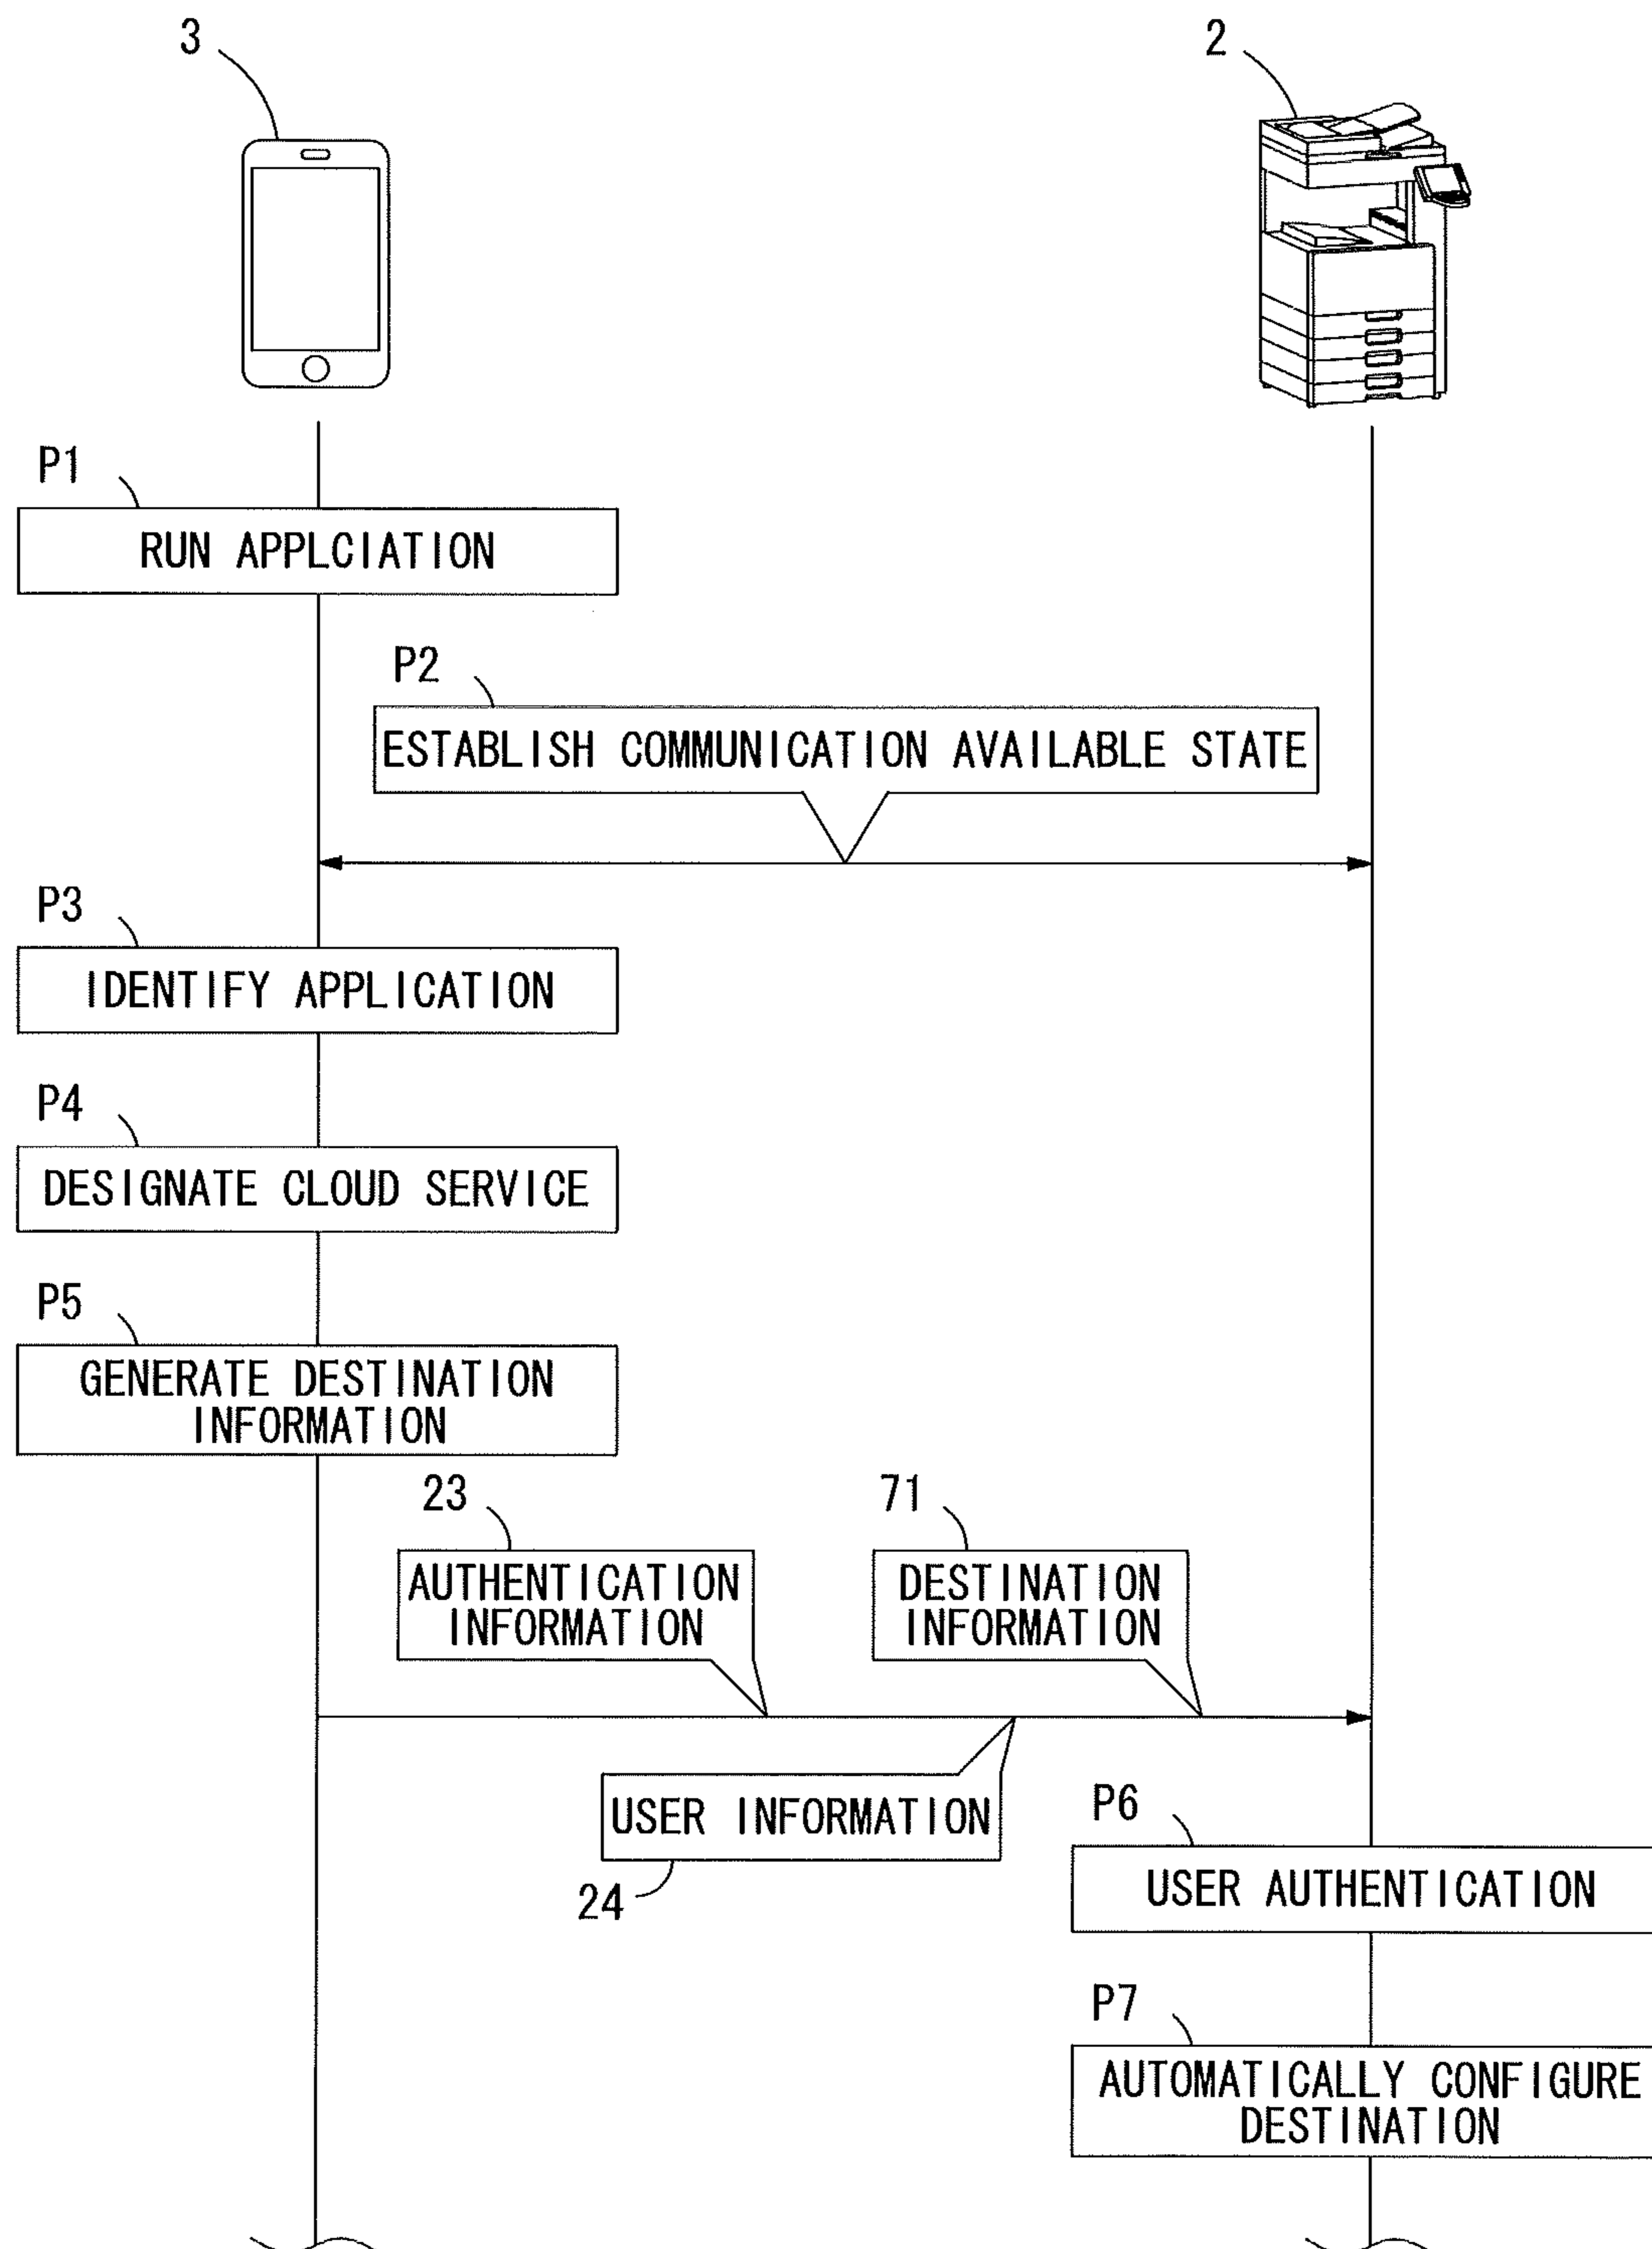 3
2
P1
RUN APPLCIATION
P2
ESTABLISH COMMUNICATION AVAILABLE STATE
P3
IDENTIFY APPLICATION
P4
DESIGNATE CLOUD SERVICE
P5
GENERATE DESTINATION
INFORMATION
23
AUTHENTICATION
INFORMATION
71
DESTINATION
INFORMATION
USER INFORMATION
24
P6
USER AUTHENTICATION
P7
AUTOMATICALLY CONFIGURE
DESTINATION